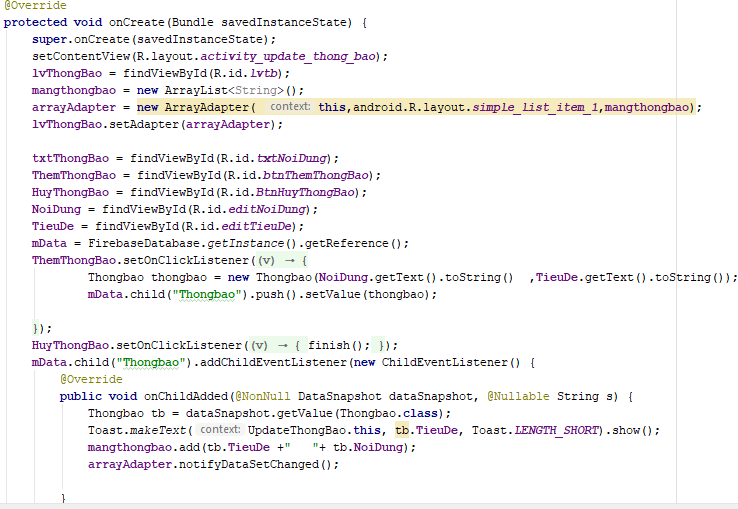 @Override
protected void onCreate(Bundle savedInstanceState) {
super.onCreate(savedInstanceState);
setContentView(R.layout.activity_update_thong_bao);
lvThongBao = findViewById(R.id.lvtb);
mangthongbao = new ArrayList<String>();
arrayAdapter = new ArrayAdapter( context: this,android.R.layout.simple_list_item_1,mangthongbao);
lvThongBao.setAdapter(arrayAdapter);
txtThongBao = findViewById(R.id.txtNoiDung);
ThemThongBao = findViewById(R.id.btnThemThongBao);
HuyThongBao = findViewById(R.id.BtnHuyThongBao);
NoiDung = findViewById(R.id.editNoiDung);
TieuDe = findViewById(R.id.editTieuDe);
mData = FirebaseDatabase.getInstance().getReference();
ThemThongBao.setOnClickListener((v) → {
Thongbao thongbao = new Thongbao(NoiDung.getText().toString()  ,TieuDe.getText().toString());
mData.child("Thongbao").push().setValue(thongbao);
});
HuyThongBao.setOnClickListener((v) → { finish(); });
mData.child("Thongbao").addChildEventListener(new ChildEventListener() {
@Override
public void onChildAdded(@NonNull DataSnapshot dataSnapshot, @Nullable String s) {
Thongbao tb = dataSnapshot.getValue(Thongbao.class);
Toast.makeText( context: UpdateThongBao.this, tb.TieuDe, Toast.LENGTH_SHORT).show();
mangthongbao.add(tb.TieuDe +"   "+ tb.NoiDung);
arrayAdapter.notifyDataSetChanged();
}